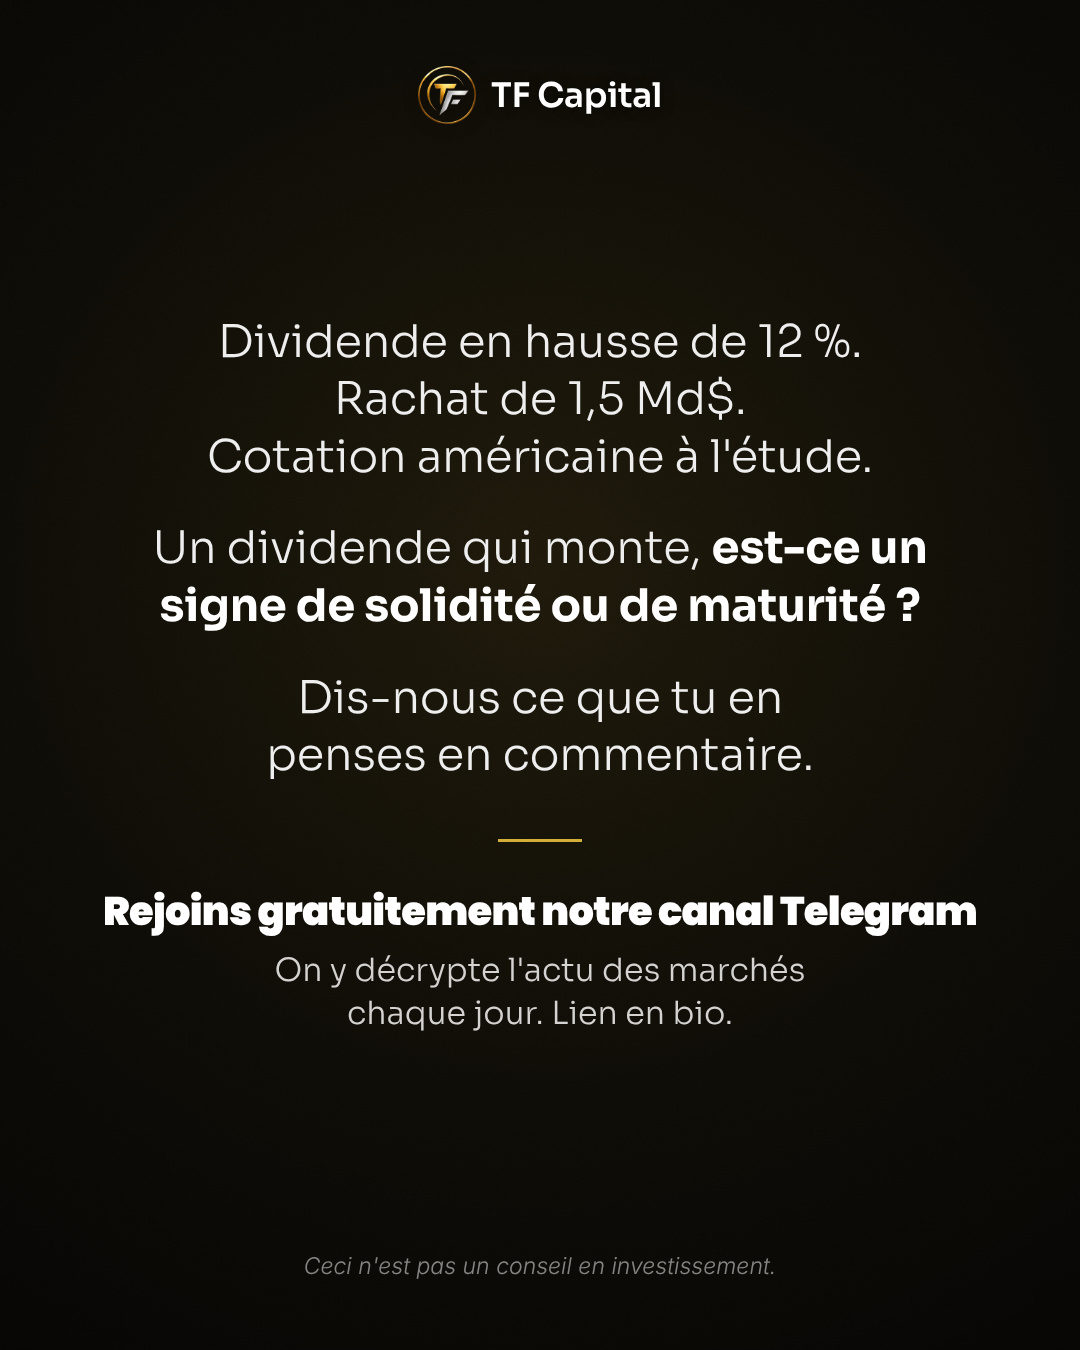 TF Capital
Dividende en hausse de 12 %.
Rachat de 1,5 Md$.
Cotation américaine à l'étude.
Un dividende qui monte, est-ce un
signe de solidité ou de maturité ?
Dis-nous ce que tu en
penses en commentaire.
Rejoins gratuitement notre canal Telegram
On y décrypte l'actu des marchés
chaque jour. Lien en bio.
Ceci n'est pas un conseil en investissement.